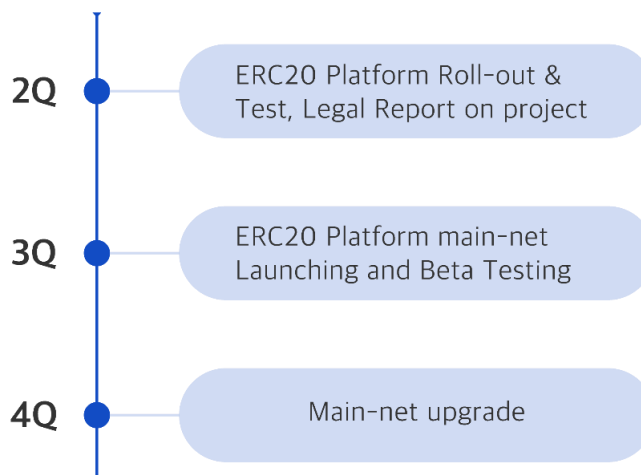 2Q
ERC20 Platform Roll-out &
Test, Legal Report on project
3Q
ERC20 Platform main-net
Launching and Beta Testing
4Q
Main-net upgrade